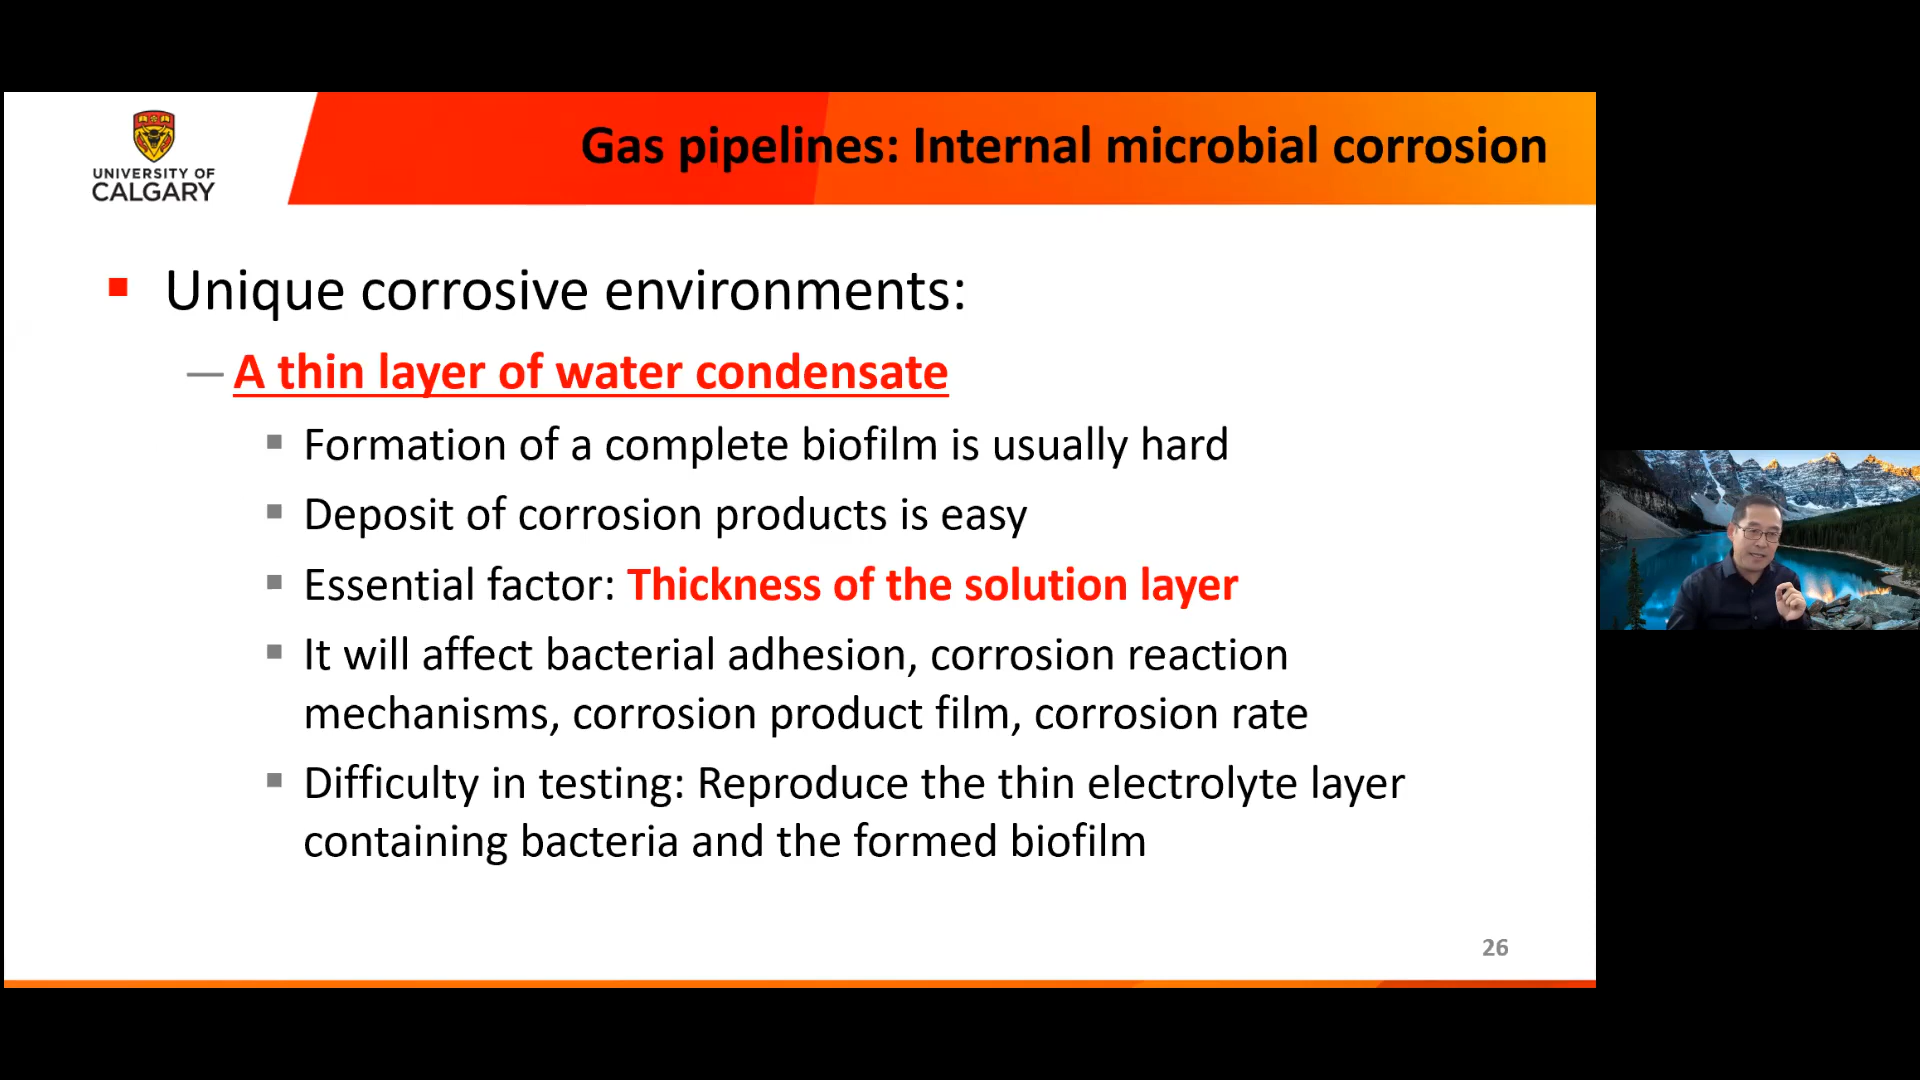 UNIVERSITY OF
CALGARY
Gas pipelines: Internal microbial corrosion
Unique corrosive environments:
— A thin layer of water condensate
Formation of a complete biofilm is usually hard
Deposit of corrosion products is easy
Essential factor: Thickness of the solution layer
It will affect bacterial adhesion, corrosion reaction
mechanisms, corrosion product film, corrosion rate
Difficulty in testing: Reproduce the thin electrolyte layer
containing bacteria and the formed biofilm
26